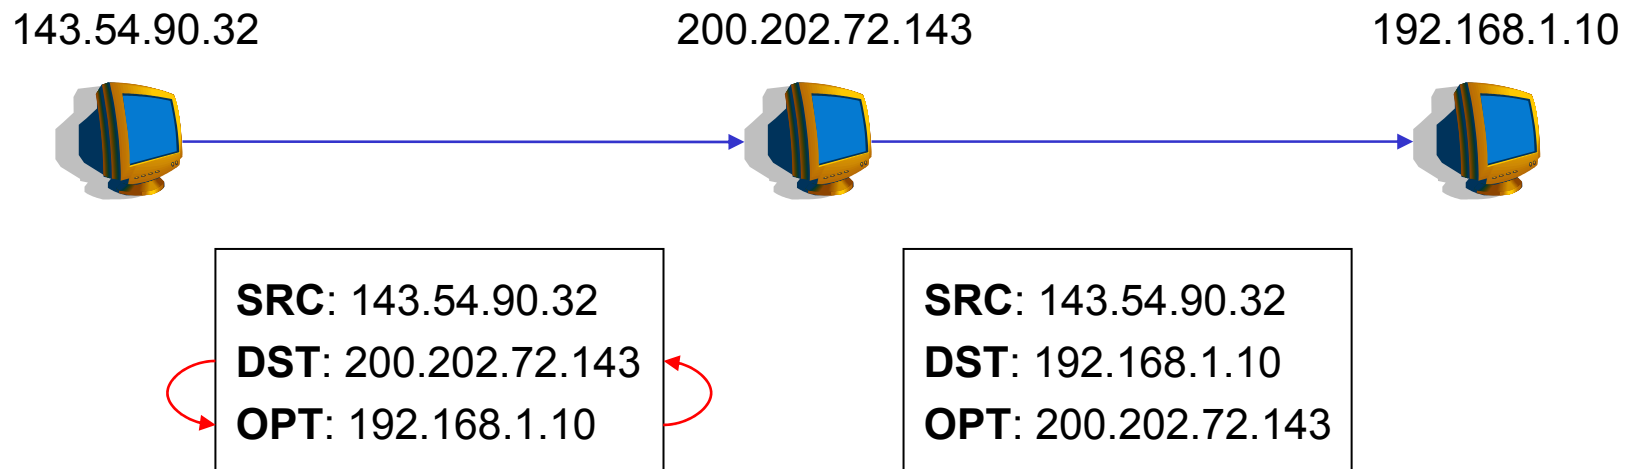 143.54.90.32
200.202.72.143
192.168.1.10
SRC: 143.54.90.32
DST: 200.202.72.143
OPT: 192.168.1.10
SRC: 143.54.90.32
DST: 192.168.1.10
OPT: 200.202.72.143